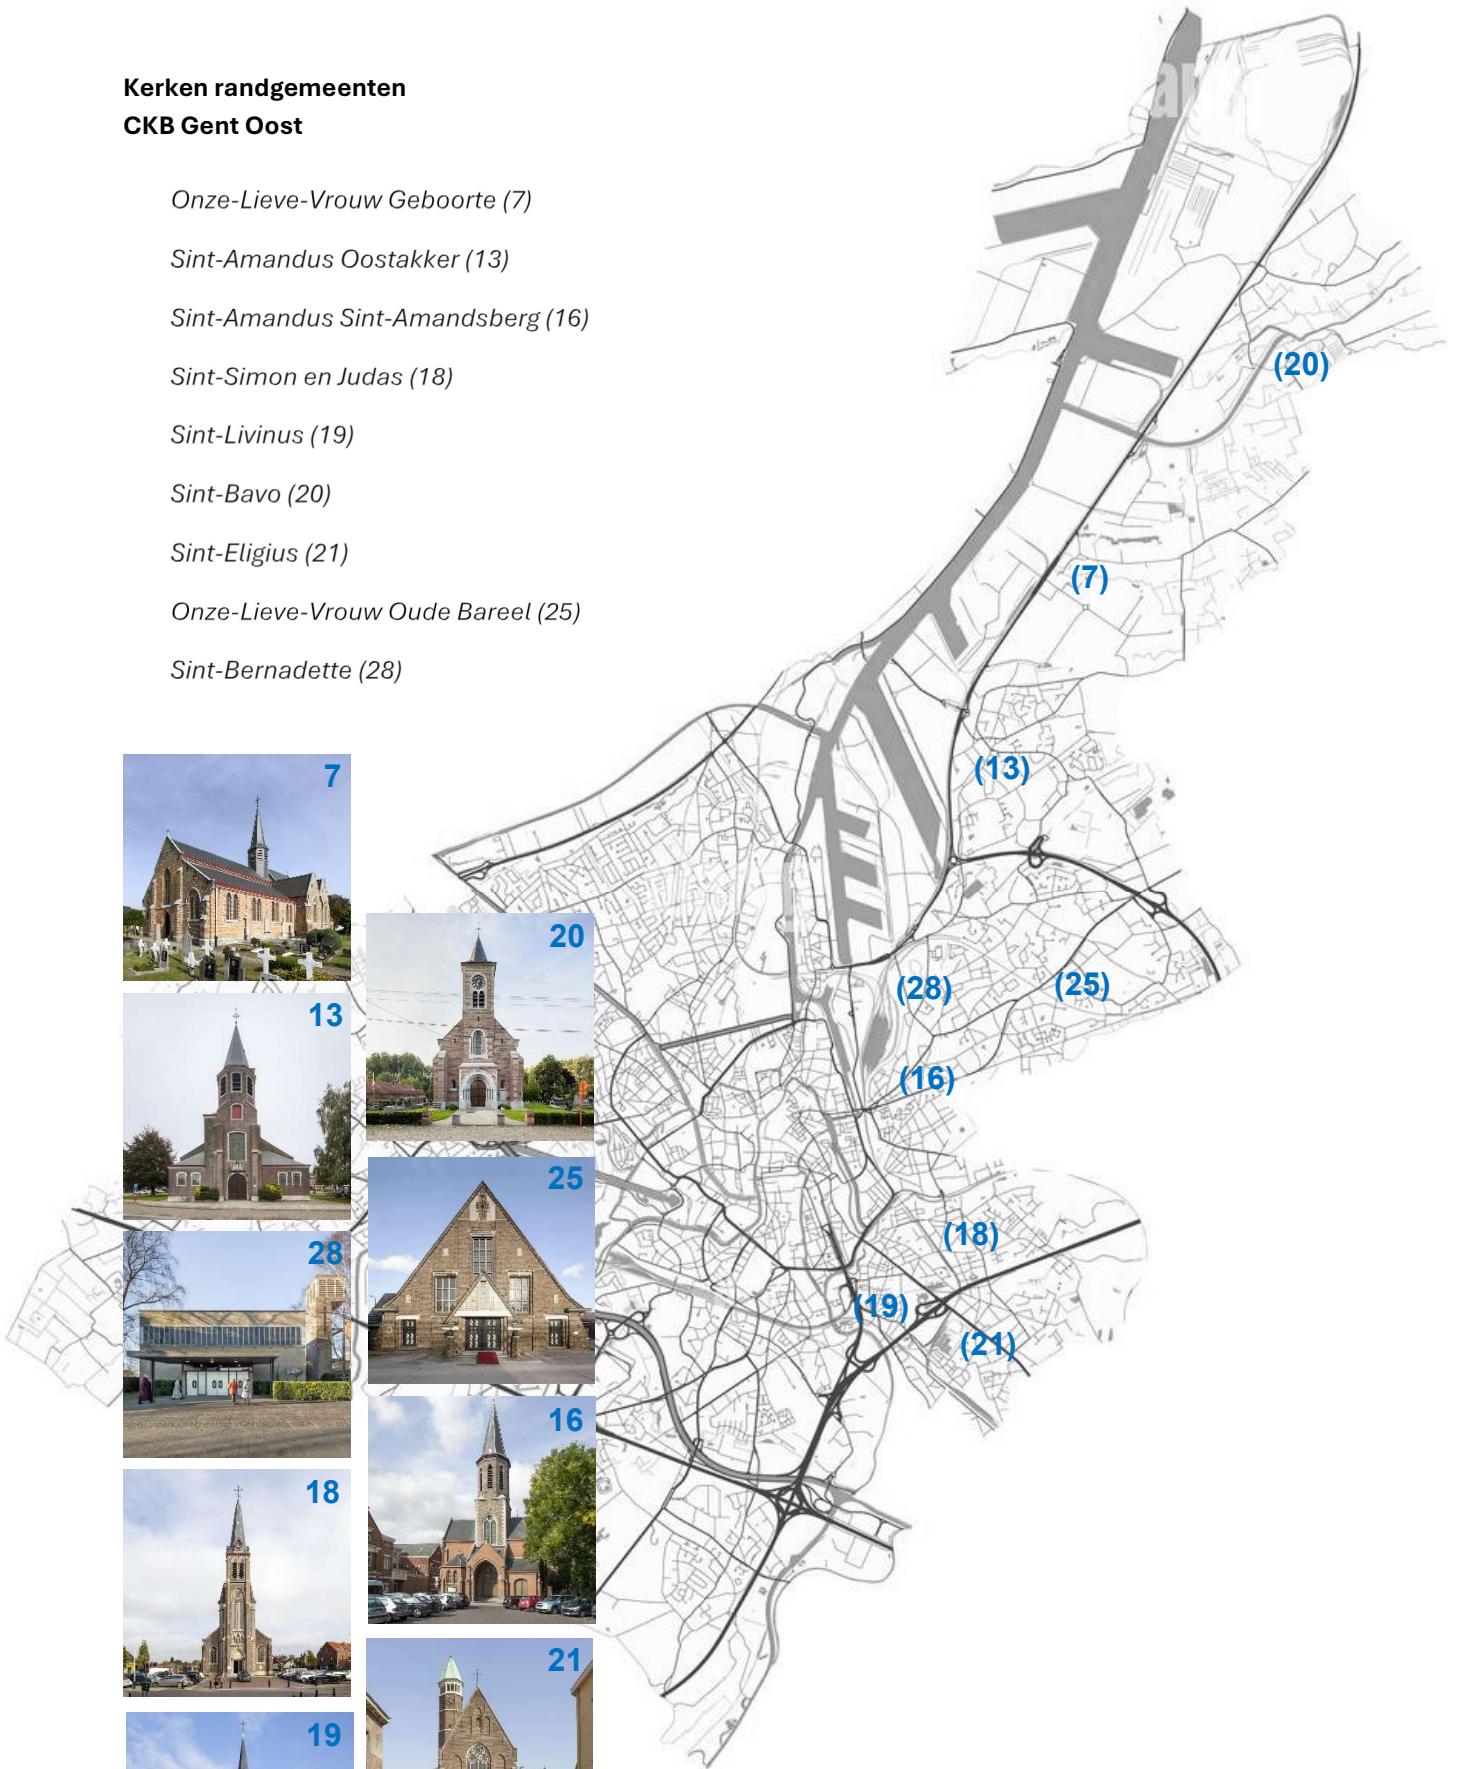 Kerken randgemeenten
CKB Gent Oost
Onze-Lieve-Vrouw Geboorte (7)
Sint-Amandus Oostakker (13)
Sint-Amandus Sint-Amandsberg (16)
Sint-Simon en Judas (18)
Sint-Livinus (19)
Sint-Bavo (20)
Sint-Eligius (21)
Onze-Lieve-Vrouw Oude Bareel (25)
Sint-Bernadette (28)
(20)
(7)
(13)
(28)
(25)
(16)
(18)
(19)
(21)
7
20
13
25
28
16
18
21
19